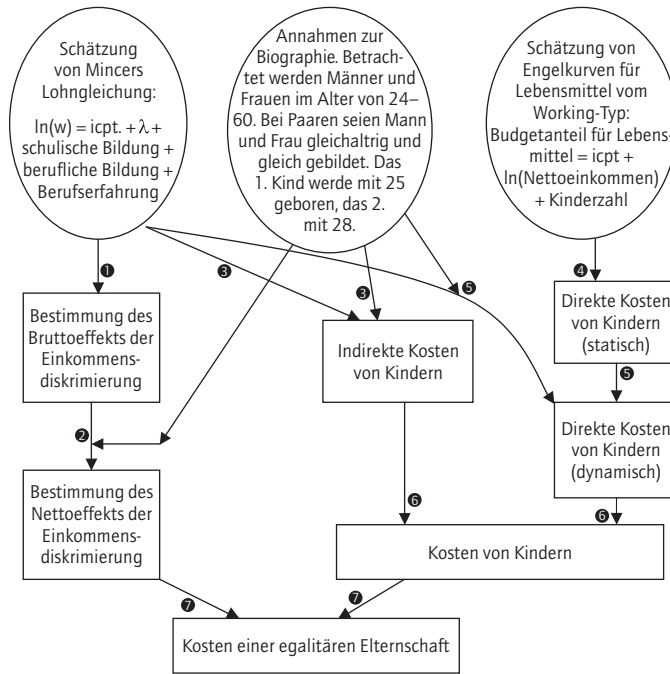 Schätzung
von Mincers
Lohngleichung:
ln(w) = icpt. + λ +
schulische Bildung +
berufliche Bildung +
Berufserfahrung
Annahmen zur
Biographie. Betrach-
tet werden Männer und
Frauen im Alter von 24–
60. Bei Paaren seien Mann
und Frau gleichaltrig und
gleich gebildet. Das
1. Kind werde mit 25
geboren, das 2.
mit 28.
Schätzung von
Engelkurven für
Lebensmittel vom
Working-Typ:
Budgetanteil für Lebens-
mittel = icpt +
ln(Nettoeinkommen)
+ Kinderzahl
❶
❸
❸
❺
❹
Bestimmung des
Bruttoeffekts der
Einkommens-
diskrimierung
Indirekte Kosten
von Kindern
Direkte Kosten
von Kindern
(statisch)
❺
❷
Direkte Kosten
von Kindern
(dynamisch)
Bestimmung des
Nettoeffekts der
Einkommens-
diskrimierung
❻
❻
Kosten von Kindern
❼
❼
Kosten einer egalitären Elternschaft